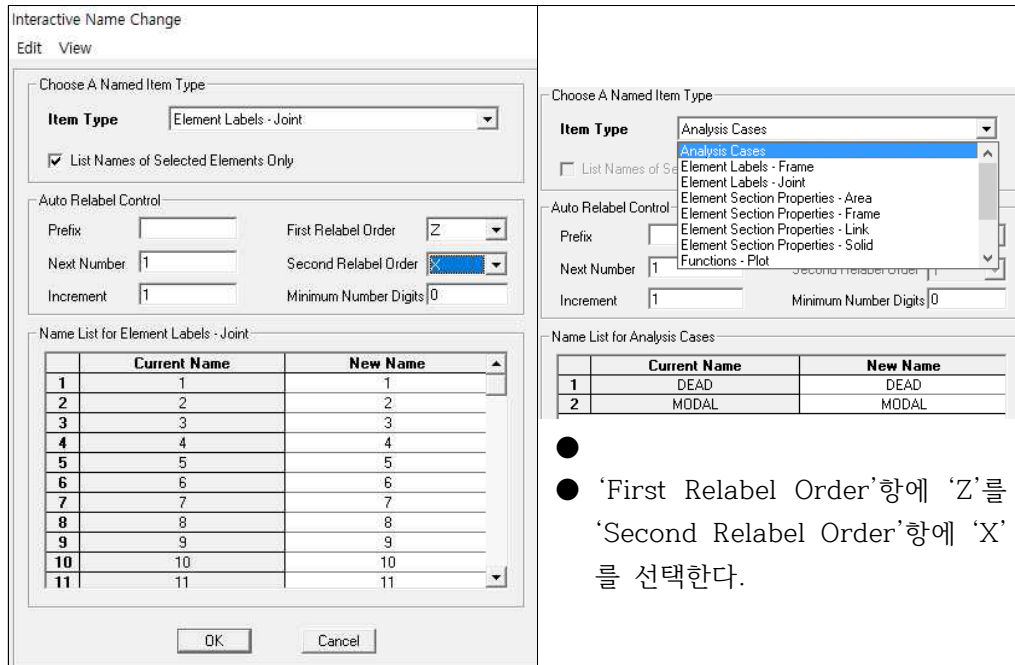 Interactive Name Change
Edit View
Choose A Named Item Type
Item Type Element Labels - Joint
List Names of Selected Elements Only
Auto Relabel Control
Prefix First Relabel Order Z
Next Number 1 Second Relabel Order X
Increment 1 Minimum Number Digits 0
Name List for Element Labels - Joint
Current Name New Name
1 1 1
2 2 2
3 3 3
4 4 4
5 5 5
6 6 6
7 7 7
8 8 8
9 9 9
10 10 10
11 11 11
OK Cancel
Choose A Named Item Type
Item Type Analysis Cases
Analysis Cases
List Names of Se
Element Labels - Frame
Element Labels - Joint
Element Section Properties - Area
Element Section Properties - Frame
Element Section Properties - Link
Element Section Properties - Solid
Functions - Plot
Auto Relabel Control
Prefix
Next Number 1 Second Relabel Order
Increment 1 Minimum Number Digits 0
Name List for Analysis Cases
Current Name New Name
1 DEAD DEAD
2 MODAL MODAL
●
● ‘First Relabel Order’항에 ‘Z’를
‘Second Relabel Order’항에 ‘X’
를 선택한다.